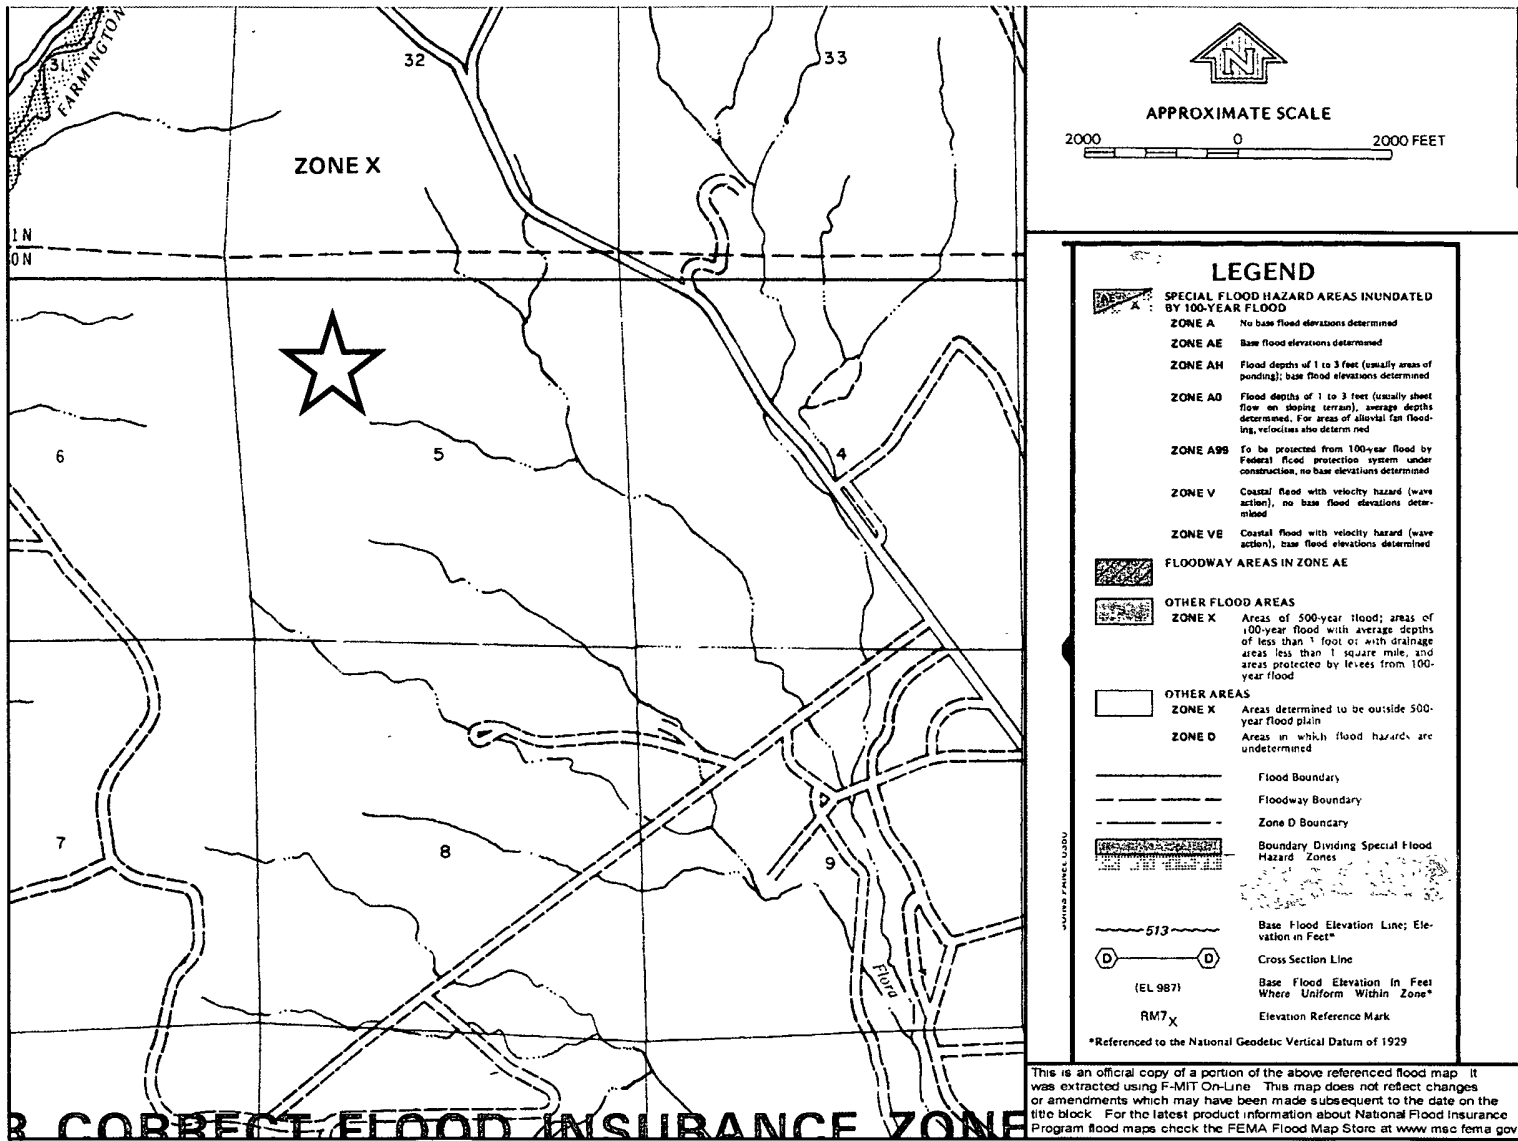 31
FARMINGTON
32
33
ZONE X
1 N
0 N
6
5
4
7
8
9
Flora
R CORRECT FLOOD INSURANCE ZONE
N
APPROXIMATE SCALE
2000 0 2000 FEET
LEGEND
SPECIAL FLOOD HAZARD AREAS INUNDATED
BY 100-YEAR FLOOD
ZONE A No base flood elevations determined
ZONE AE Base flood elevations determined
ZONE AH Flood depths of 1 to 3 feet (usually areas of
ponding); base flood elevations determined
ZONE A0 Flood depths of 1 to 3 feet (usually sheet
flow on sloping terrain), average depths
determined. For areas of alluvial fan flood-
ing, velocities also determ ned
ZONE A99 To be protected from 100-year flood by
Federal flood protection system under
construction, no base elevations determined
ZONE V Coastal flood with velocity hazard (wave
action), no base flood elevations deter-
mined
ZONE VE Coastal flood with velocity hazard (wave
action), base flood elevations determined
FLOODWAY AREAS IN ZONE AE
OTHER FLOOD AREAS
ZONE X Areas of 500-year flood; areas of
100-year flood with average depths
of less than 1 foot or with drainage
areas less than 1 square mile, and
areas protected by levees from 100-
year flood
OTHER AREAS
ZONE X Areas determined to be outside 500-
year flood plain
ZONE D Areas in which flood hazards are
undetermined
Flood Boundary
Floodway Boundary
Zone D Boundary
Boundary Dividing Special Flood
Hazard Zones
513 Base Flood Elevation Line; Ele-
vation in Feet*
D D Cross Section Line
(EL 987) Base Flood Elevation In Feet
Where Uniform Within Zone*
RM7X Elevation Reference Mark
*Referenced to the National Geodetic Vertical Datum of 1929
This is an official copy of a portion of the above referenced flood map It
was extracted using F-MIT On-Line This map does not reflect changes
or amendments which may have been made subsequent to the date on the
title block For the latest product information about National Flood Insurance
Program flood maps check the FEMA Flood Map Store at www msc fema gov